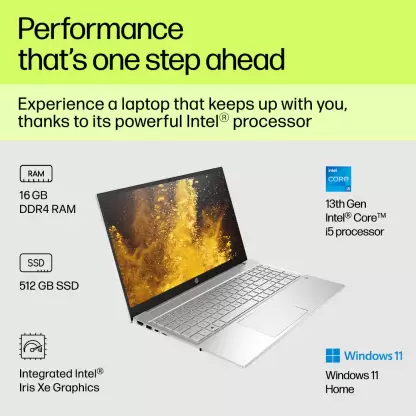 Performance
that's one step ahead
Experience a laptop that keeps up with you,
thanks to its powerful Intel® processor
RAM
16 GB
DDR4 RAM
intel
CORE
i5
13th Gen
Intel® Core™
i5 processor
SSD
512 GB SSD
Integrated Intel®
Iris Xe Graphics
Windows 11
Windows 11
Home